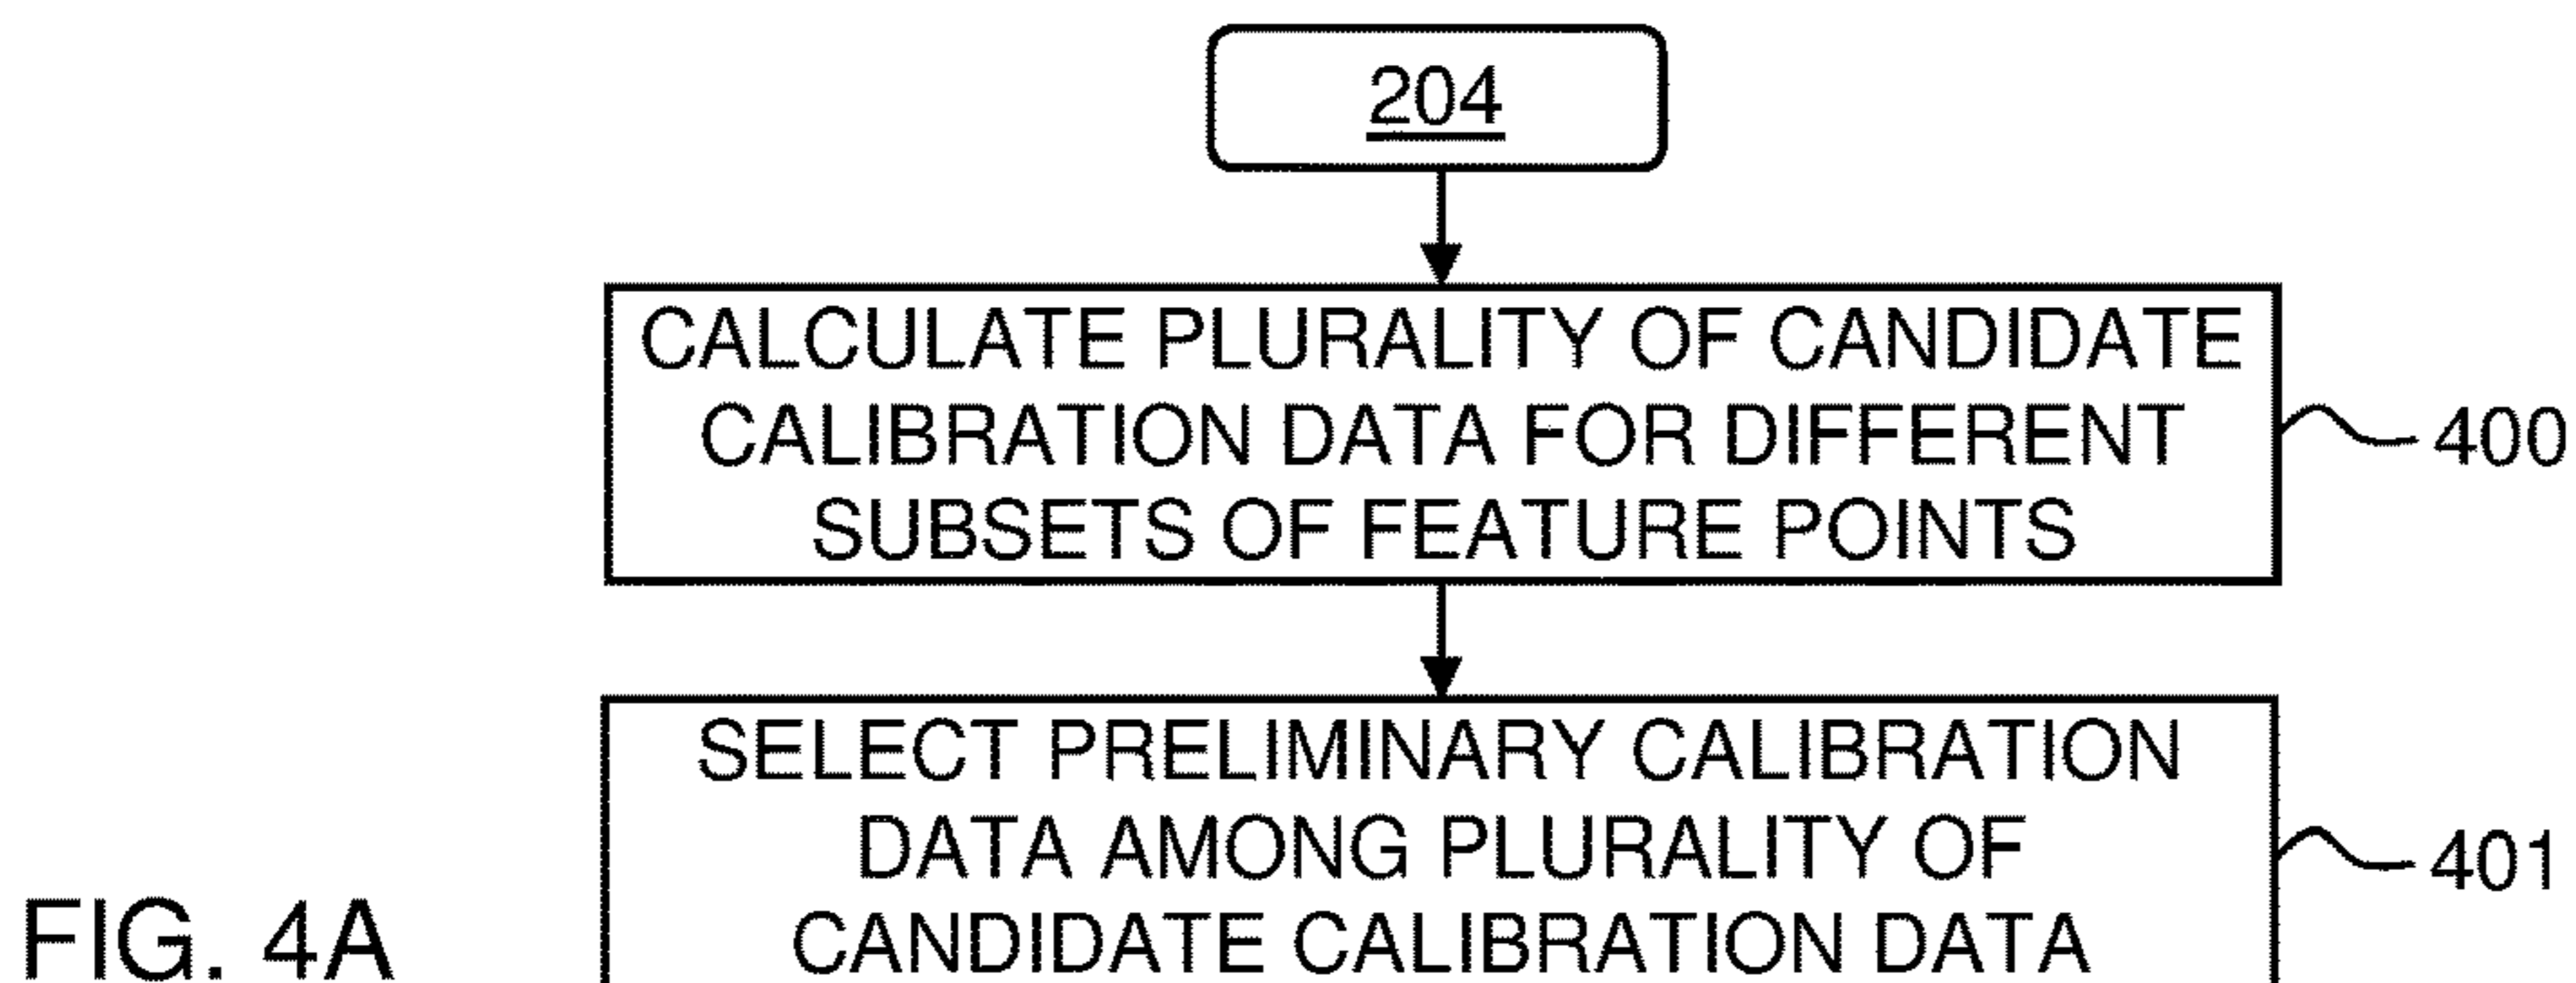 204
CALCULATE PLURALITY OF CANDIDATE
CALIBRATION DATA FOR DIFFERENT
SUBSETS OF FEATURE POINTS
400
SELECT PRELIMINARY CALIBRATION
DATA AMONG PLURALITY OF
CANDIDATE CALIBRATION DATA
401
FIG. 4A